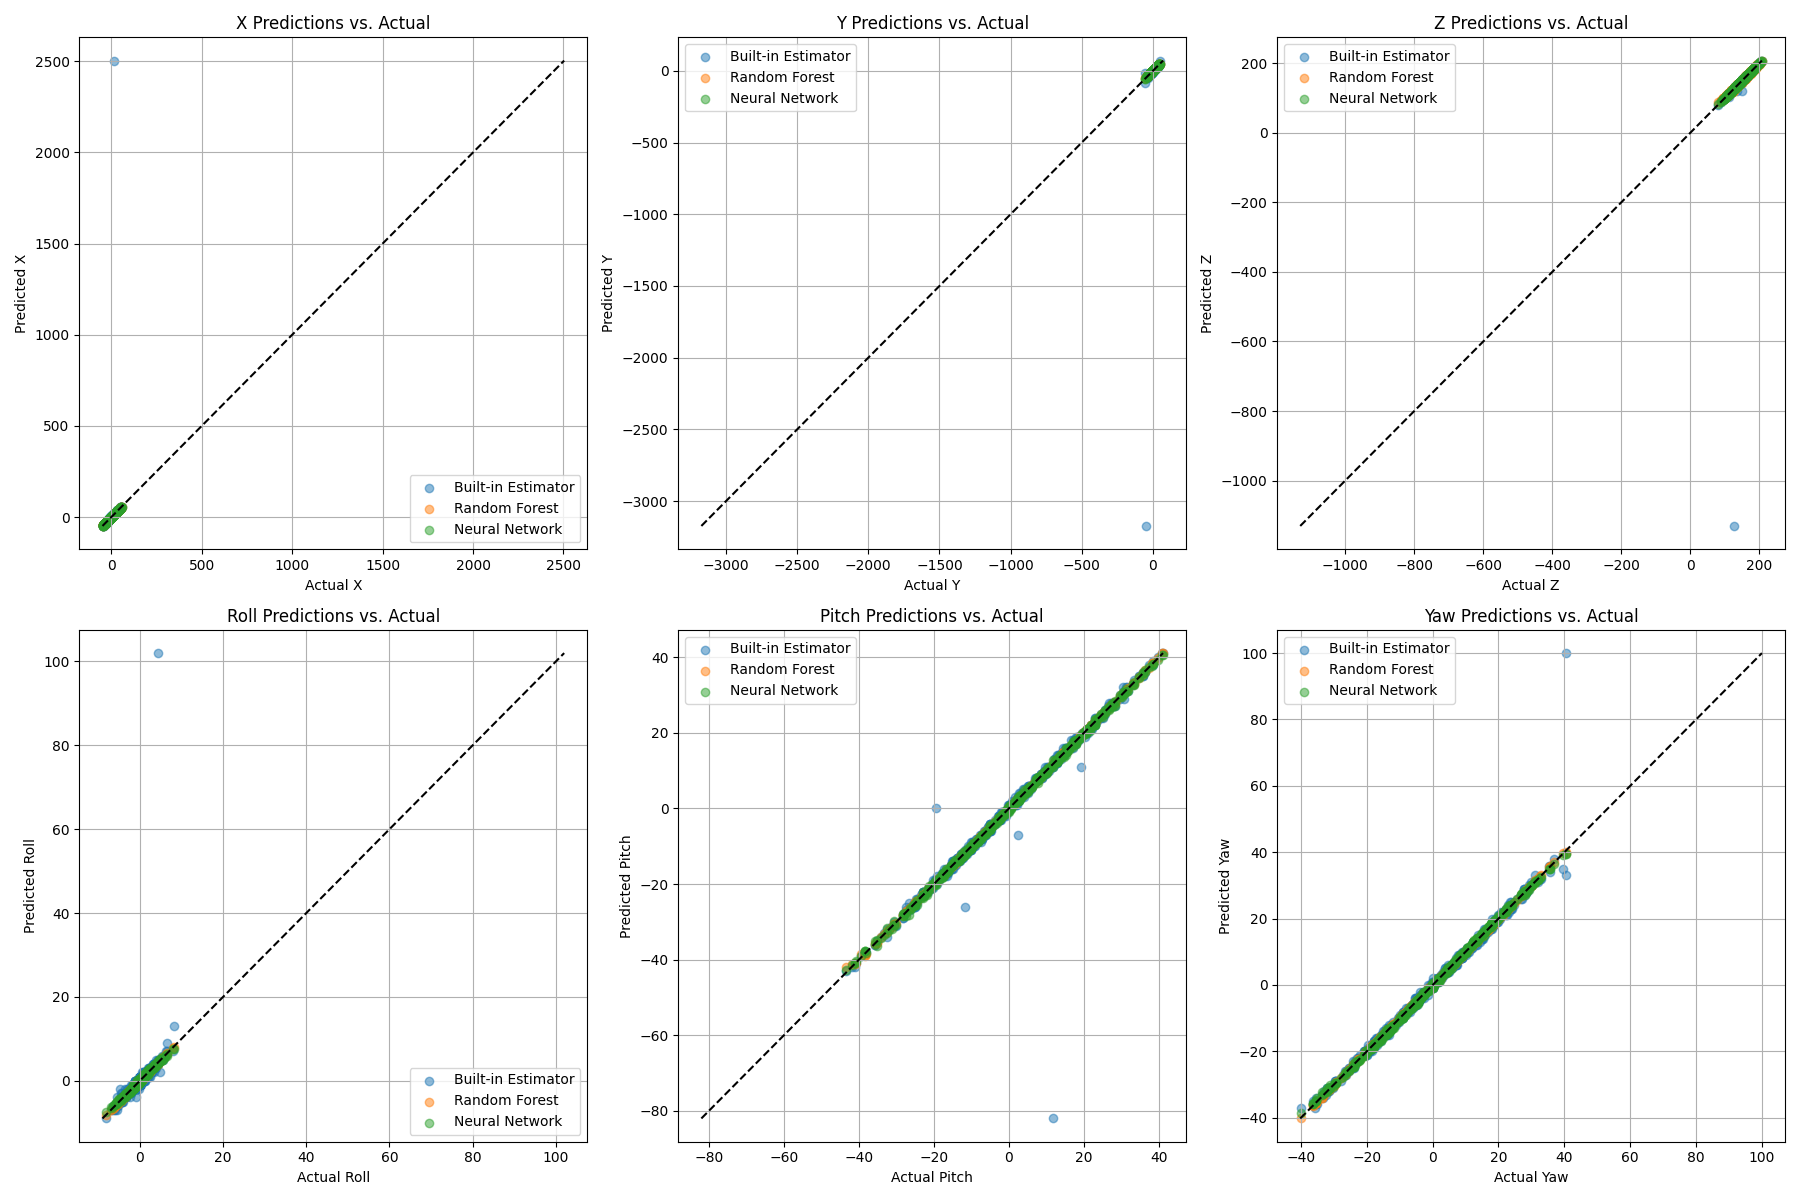 X Predictions vs. Actual
Predicted X
2500
2000
1500
1000
500
0
Built-in Estimator
Random Forest
Neural Network
0 500 1000 1500 2000 2500
Actual X
Y Predictions vs. Actual
Predicted Y
Built-in Estimator
Random Forest
Neural Network
0
−500
−1000
−1500
−2000
−2500
−3000
−3000 −2500 −2000 −1500 −1000 −500 0
Actual Y
Z Predictions vs. Actual
Predicted Z
Built-in Estimator
Random Forest
Neural Network
200
0
−200
−400
−600
−800
−1000
−1000 −800 −600 −400 −200 0 200
Actual Z
Roll Predictions vs. Actual
Predicted Roll
100
80
60
40
20
0
Built-in Estimator
Random Forest
Neural Network
0 20 40 60 80 100
Actual Roll
Pitch Predictions vs. Actual
Predicted Pitch
Built-in Estimator
Random Forest
Neural Network
40
20
0
−20
−40
−60
−80
−80 −60 −40 −20 0 20 40
Actual Pitch
Yaw Predictions vs. Actual
Predicted Yaw
Built-in Estimator
Random Forest
Neural Network
100
80
60
40
20
0
−20
−40
−40 −20 0 20 40 60 80 100
Actual Yaw